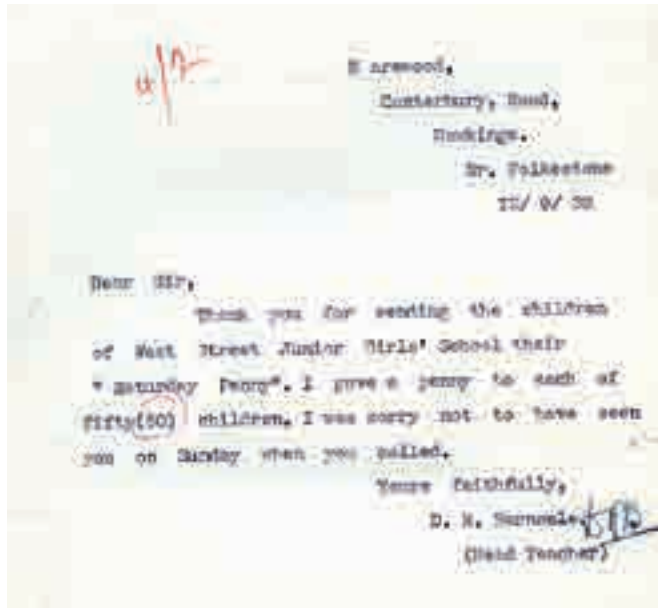 Canterbury, Road,
Hockinge.
Nr. Folkestone
Dear Sir,
Thank you for sending the children
of West Street Junior Girls' School their
" Saturday Penny". I gave a penny to each of
fifty(50) children. I was sorry not to have seen
you on Sunday when you called.
Yours faithfully,
D. M.
(Head Teacher)